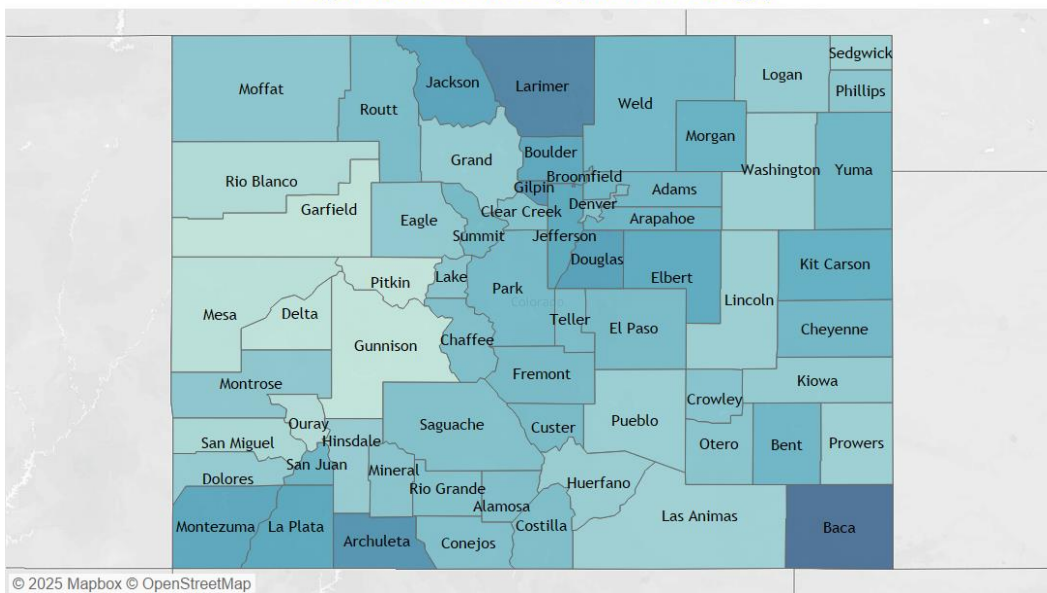 Sedgwick
Logan
Jackson
Larimer
Moffat
Phillips
Routt
Weld
Morgan
Boulder
Grand
Washington
Yuma
Broomfield
Rio Blanco
Gilpin
Adams
Denver
Garfield
Clear Creek
Eagle
Arapahoe
Summit
Jefferson
Douglas
Kit Carson
Lake
Elbert
Pitkin
Park
Lincoln
Colorado
Mesa
Delta
Teller
El Paso
Cheyenne
Chaffee
Gunnison
Fremont
Kiowa
Montrose
Crowley
Pueblo
Ouray
Saguache
Custer
Hinsdale
San Miguel
Otero
Bent
Prowers
San Juan
Mineral
Dolores
Huerfano
Rio Grande
Alamosa
Las Animas
Montezuma
La Plata
Costilla
Baca
Archuleta
Conejos
© 2025 Mapbox © OpenStreetMap